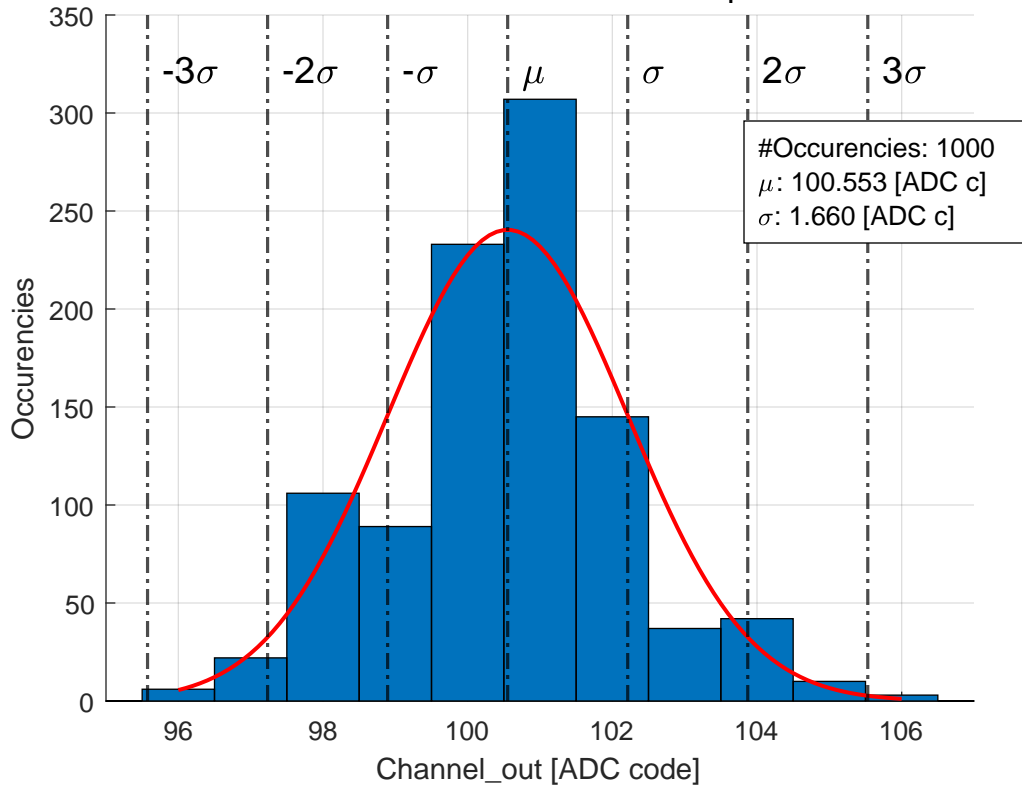 350
300
250
200
150
100
50
0
Occurencies
-3σ -2σ -σ μ σ 2σ 3σ
#Occurencies: 1000
μ: 100.553 [ADC c]
σ: 1.660 [ADC c]
96 98 100 102 104 106
Channel_out [ADC code]